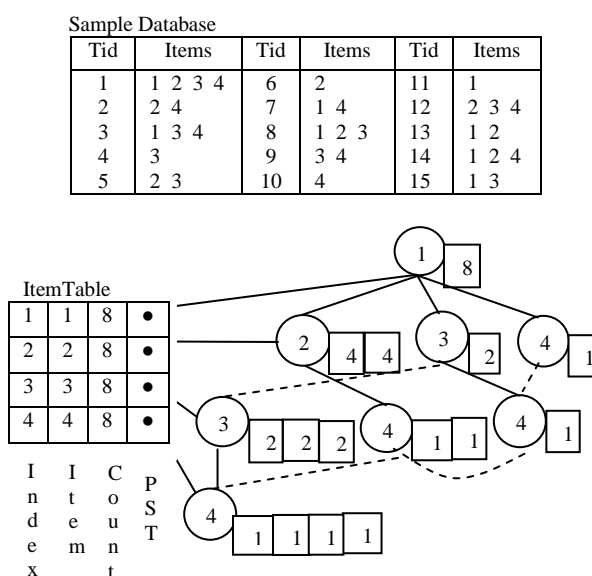 Sample Database
Tid Items Tid Items Tid Items
1 1 2 3 4 6 2 11 1
2 2 4 7 1 4 12 2 3 4
3 1 3 4 8 1 2 3 13 1 2
4 3 9 3 4 14 1 2 4
5 2 3 10 4 15 1 3
1 8
ItemTable
1 1 8 •
2 2 8 •
3 3 8 •
4 4 8 •
2 4 4
3 2
4 1
3 2 2 2
4 1 1
4 1
4 1 1 1 1
Index
Item
Count
PST